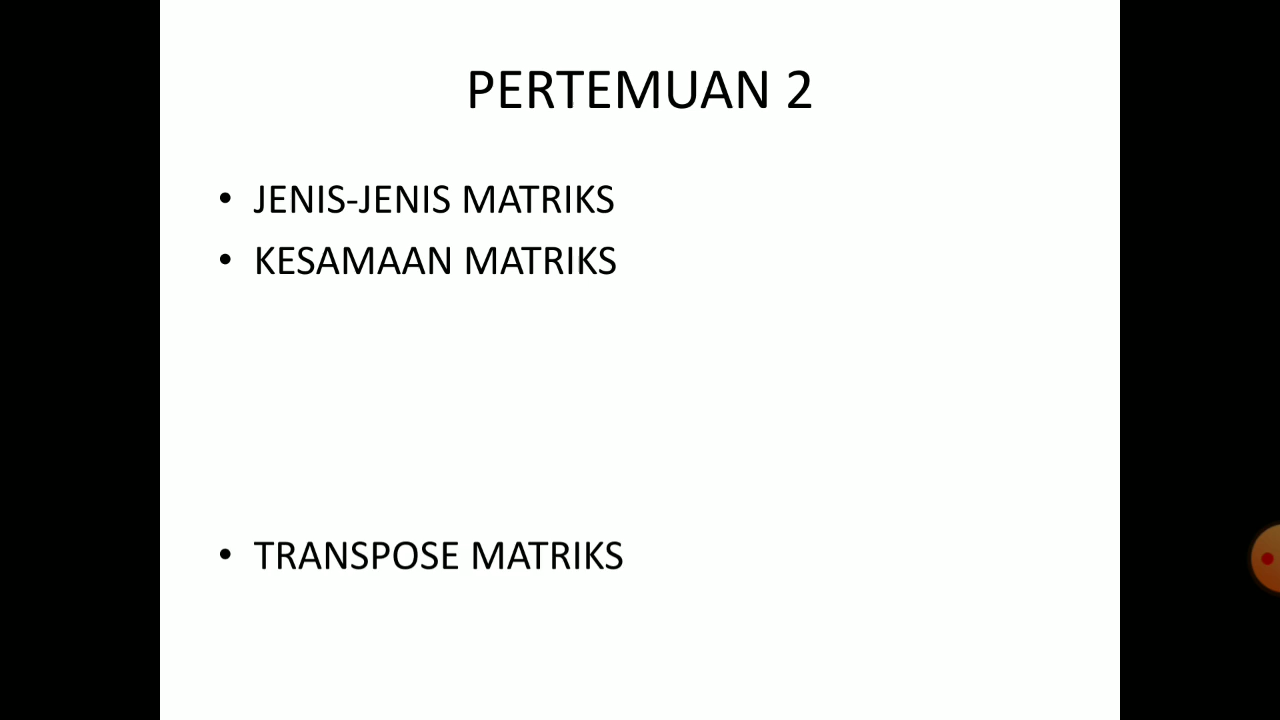 PERTEMUAN 2
• JENIS-JENIS MATRIKS
• KESAMAAN MATRIKS
• TRANSPOSE MATRIKS